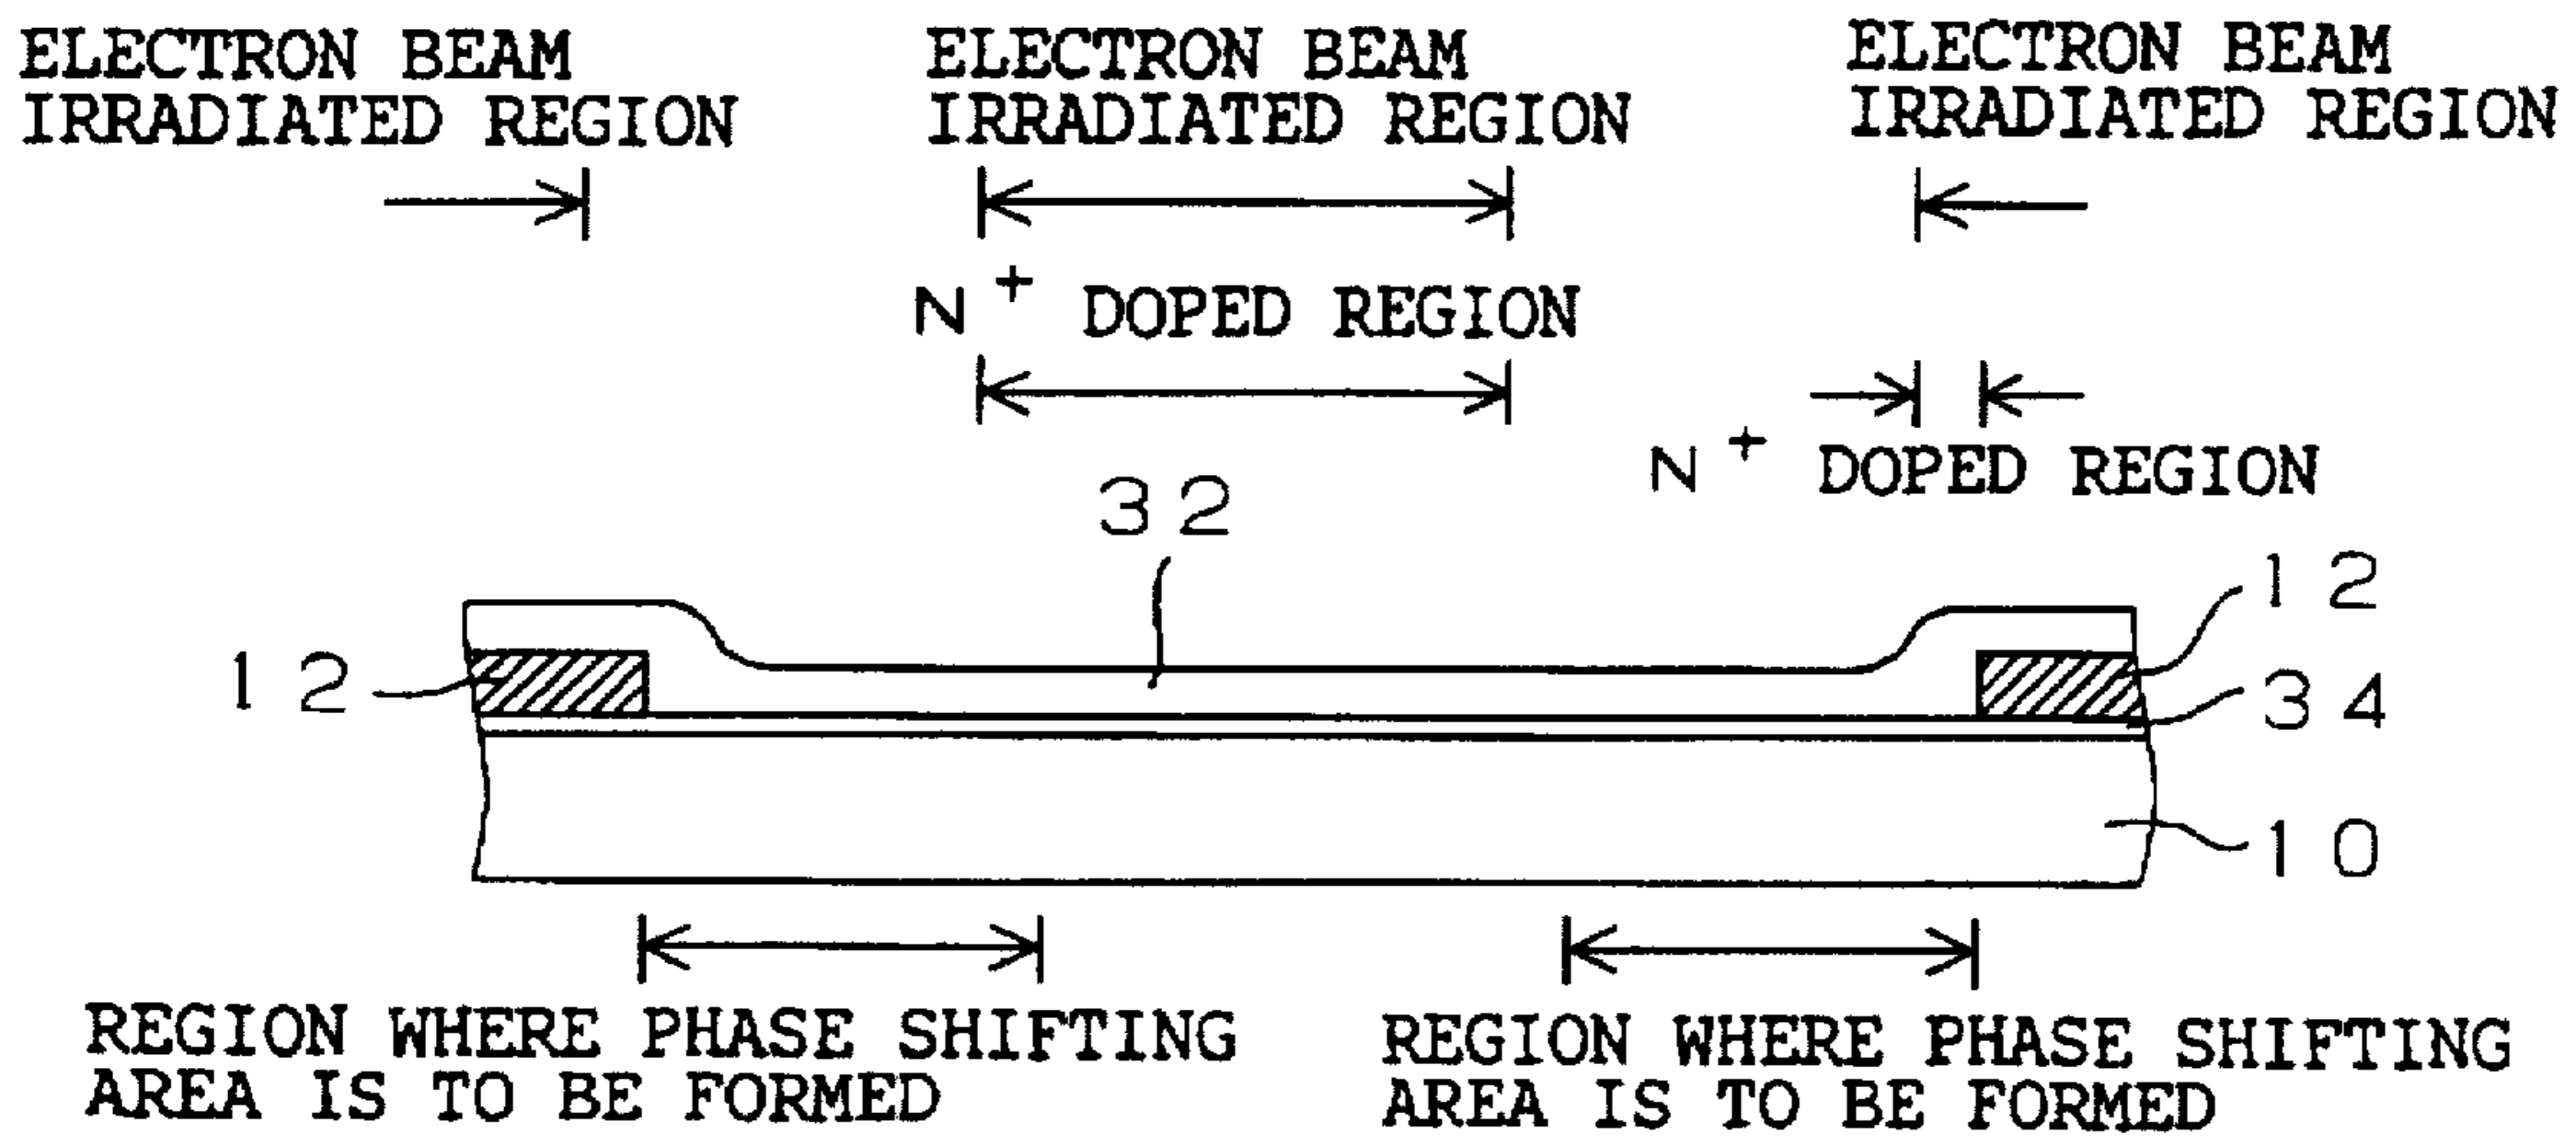 ELECTRON BEAM
IRRADIATED REGION
ELECTRON BEAM
IRRADIATED REGION
ELECTRON BEAM
IRRADIATED REGION
N+ DOPED REGION
N+ DOPED REGION
32
12
12
34
10
REGION WHERE PHASE SHIFTING
AREA IS TO BE FORMED
REGION WHERE PHASE SHIFTING
AREA IS TO BE FORMED